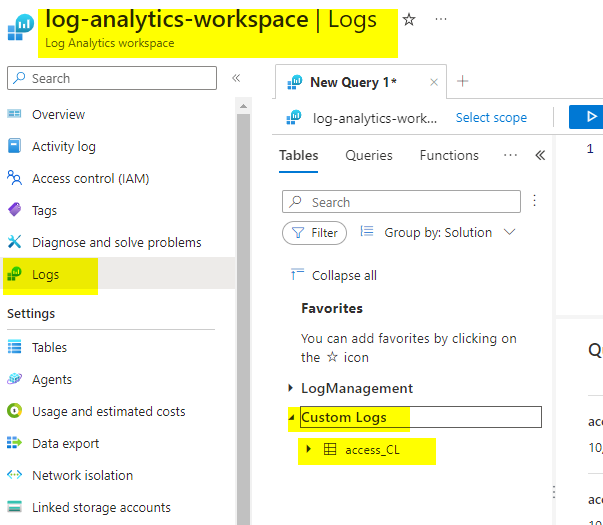 log-analytics-workspace | Logs
Log Analytics workspace
Search
Overview
Activity log
Access control (IAM)
Tags
Diagnose and solve problems
Logs
Settings
Tables
Agents
Usage and estimated costs
Data export
Network isolation
Linked storage accounts
New Query 1*
log-analytics-work...
Select scope
Tables
Queries
Functions
Search
Filter
Group by: Solution
Collapse all
Favorites
You can add favorites by clicking on
the ☆ icon
LogManagement
Custom Logs
access_CL
1
Qu
acc
10,
acc
10,